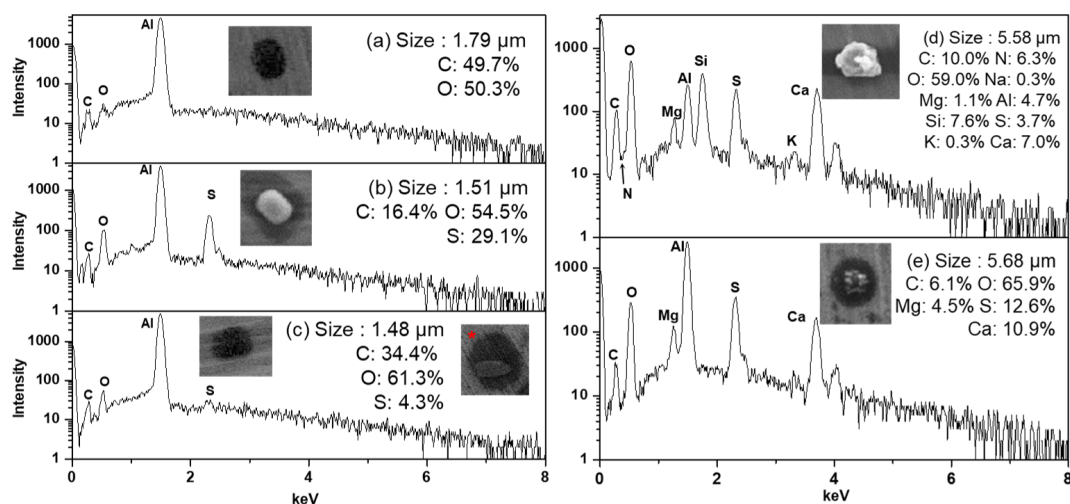 (a) Size : 1.79 µm
C: 49.7%
O: 50.3%
Al
C
O
Intensity
1000
100
10
1
(b) Size : 1.51 µm
C: 16.4% O: 54.5%
S: 29.1%
Al
S
O
C
Intensity
1000
100
10
1
(c) Size : 1.48 µm
C: 34.4%
O: 61.3%
S: 4.3%
Al
C
O
S
Intensity
1000
100
10
1
0 2 4 6 8
keV
(d) Size : 5.58 µm
C: 10.0% N: 6.3%
O: 59.0% Na: 0.3%
Mg: 1.1% Al: 4.7%
Si: 7.6% S: 3.7%
K: 0.3% Ca: 7.0%
C
O
N
Mg
Al
Si
S
K
Ca
Intensity
1000
100
10
1
(e) Size : 5.68 µm
C: 6.1% O: 65.9%
Mg: 4.5% S: 12.6%
Ca: 10.9%
C
O
Mg
Al
S
Ca
Intensity
1000
100
10
1
0 2 4 6 8
keV